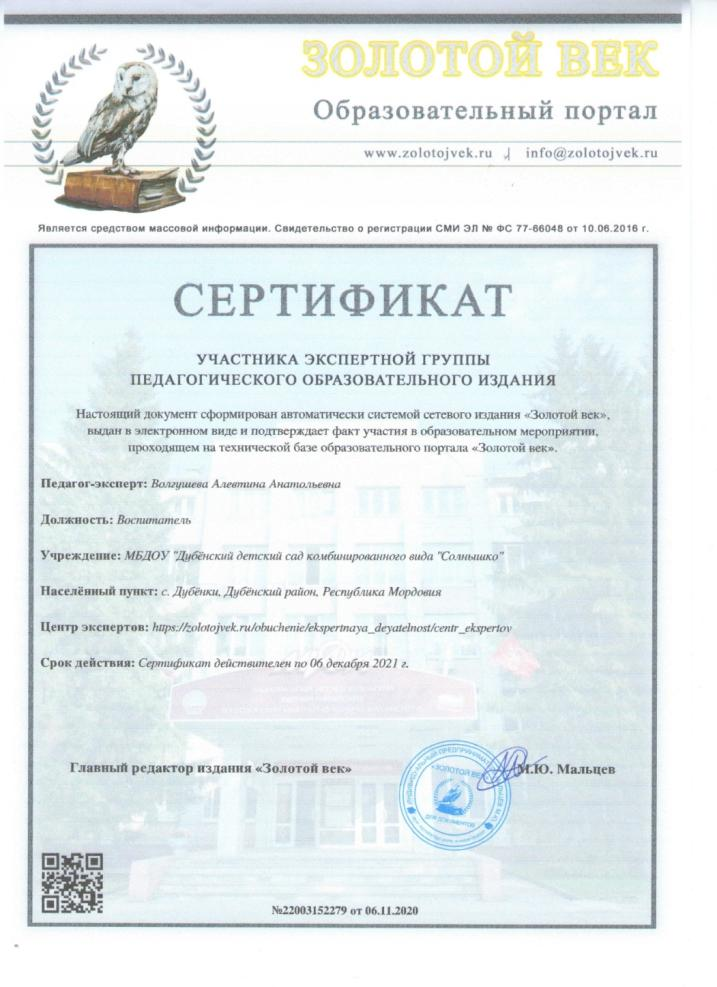 ЗОЛОТОЙ ВЕК
Образовательный портал
www.zolotojvek.ru | info@zolotojvek.ru
Является средством массовой информации. Свидетельство о регистрации СМИ ЭЛ № ФС 77-66048 от 10.06.2016 г.
СЕРТИФИКАТ
УЧАСТНИКА ЭКСПЕРТНОЙ ГРУППЫ
ПЕДАГОГИЧЕСКОГО ОБРАЗОВАТЕЛЬНОГО ИЗДАНИЯ
Настоящий документ сформирован автоматически системой сетевого издания «Золотой век»,
выдан в электронном виде и подтверждает факт участия в образовательном мероприятии,
проходящем на технической базе образовательного портала «Золотой век».
Педагог-эксперт: Волгушева Алевтина Анатольевна
Должность: Воспитатель
Учреждение: МБДОУ "Дубёнский детский сад комбинированного вида "Солнышко"
Населённый пункт: с. Дубёнки, Дубёнский район, Республика Мордовия
Центр экспертов: https://zolotojvek.ru/obuchenie/ekspertnaya_deyatelnost/centr_ekspertov
Срок действия: Сертификат действителен по 06 декабря 2021 г.
Главный редактор издания «Золотой век»
М.Ю. Мальцев
«ЗОЛОТОЙ ВЕК»
ДЛЯ ДОКУМЕНТОВ
№22003152279 от 06.11.2020